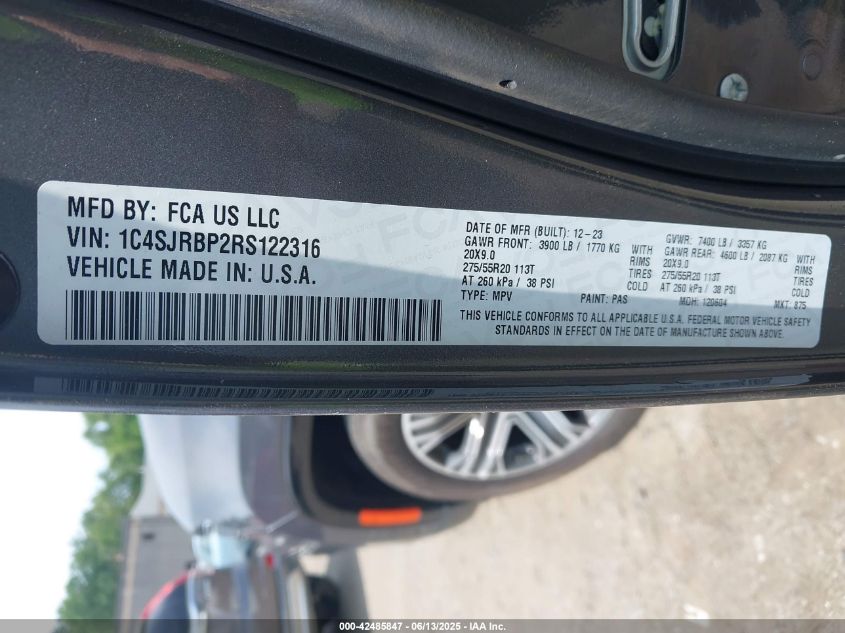 MFD BY: FCA US LLC
VIN: 1C4SJRBP2RS122316
VEHICLE MADE IN: U.S.A.
DATE OF MFR (BUILT): 12-23 GVWR: 7400 LB / 3357 KG
GAWR FRONT: 3900 LB / 1770 KG WITH GAWR REAR: 4600 LB / 2087 KG WITH
20X9.0 RIMS 20X9.0 RIMS
275/55R20 113T TIRES 275/55R20 113T TIRES
AT 260 kPa / 38 PSI COLD AT 260 kPa / 38 PSI COLD
TYPE: MPV PAINT: PAS MDH: 120604 MKT: 875
THIS VEHICLE CONFORMS TO ALL APPLICABLE U.S.A. FEDERAL MOTOR VEHICLE SAFETY
STANDARDS IN EFFECT ON THE DATE OF MANUFACTURE SHOWN ABOVE.
000-42485847 - 06/13/2025 - IAA Inc.